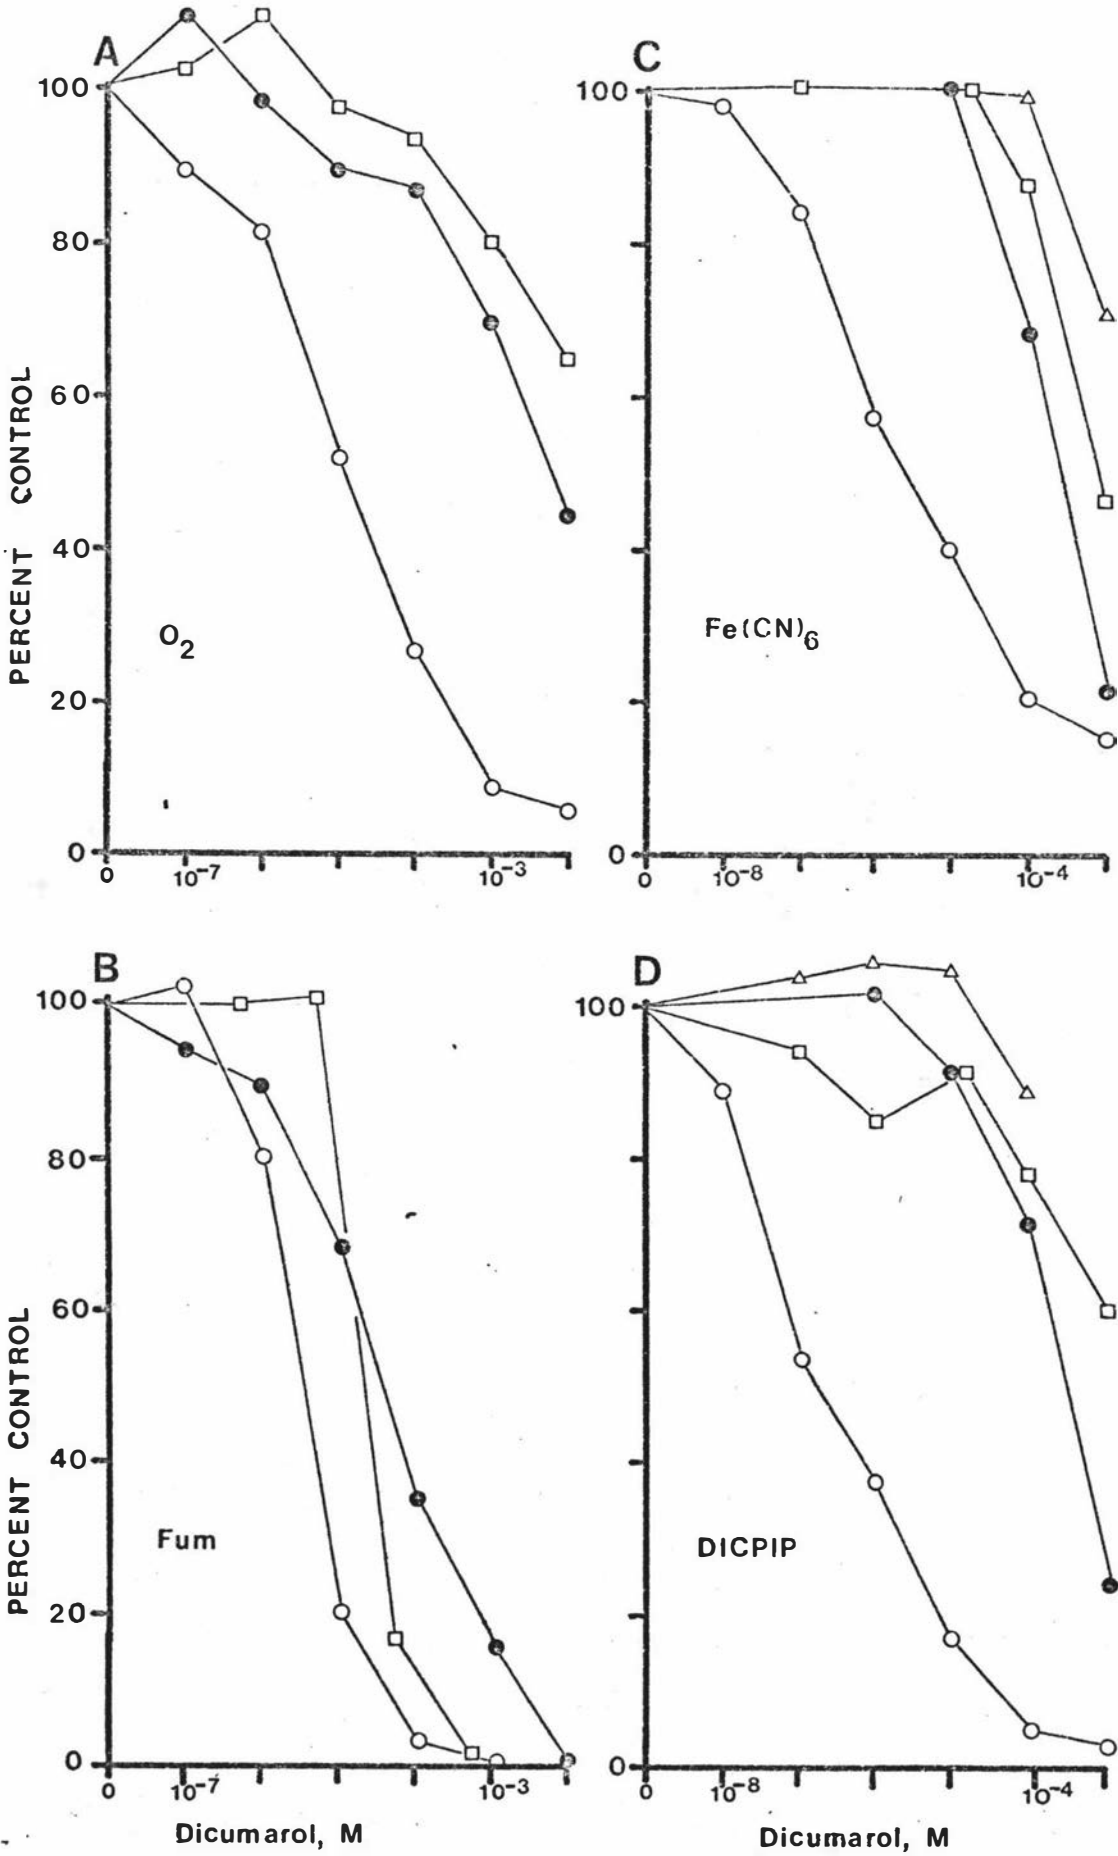 A
100
80
60
40
20
0
PERCENT CONTROL
O2
0
10-7
10-3
C
100
Fe(CN)6
0
0
10-8
10-4
B
100
80
60
40
20
0
PERCENT CONTROL
Fum
0
10-7
10-3
Dicumarol, M
D
100
DICPIP
0
0
10-8
10-4
Dicumarol, M